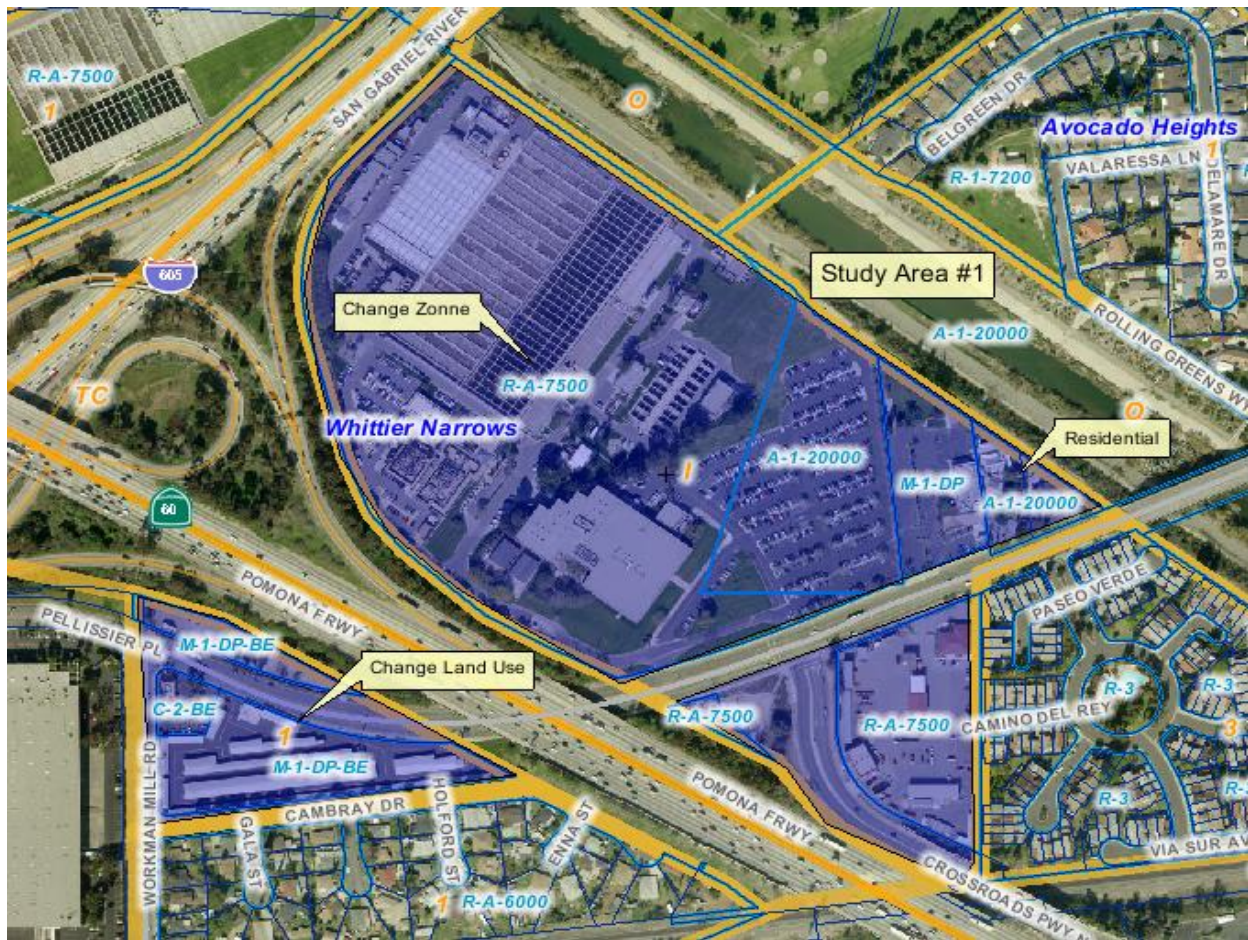 R-A-7500
1
SAN GABRIEL RIVER
O
BELGREEN DR
Avocado Heights
1
VALARESSA LN
DELAMARE DR
R-1-7200
605
Study Area #1
Change Zonne
A-1-20000
ROLLING GREENS WY
R-A-7500
TC
Whittier Narrows
O
Residential
I
A-1-20000
M-1-DP
A-1-20000
60
POMONA FRWY
PASEO VERDE
PELLISSIER PL
M-1-DP-BE
Change Land Use
R-3
R-3
C-2-BE
R-A-7500
R-A-7500
CAMINO DEL REY
1
3
M-1-DP-BE
WORKMAN MILL RD
HOLFORD ST
POMONA FRWY
R-3
CAMBRAY DR
GALA ST
ENNA ST
VIA SUR AV
CROSSROADS PWY N
1
R-A-6000